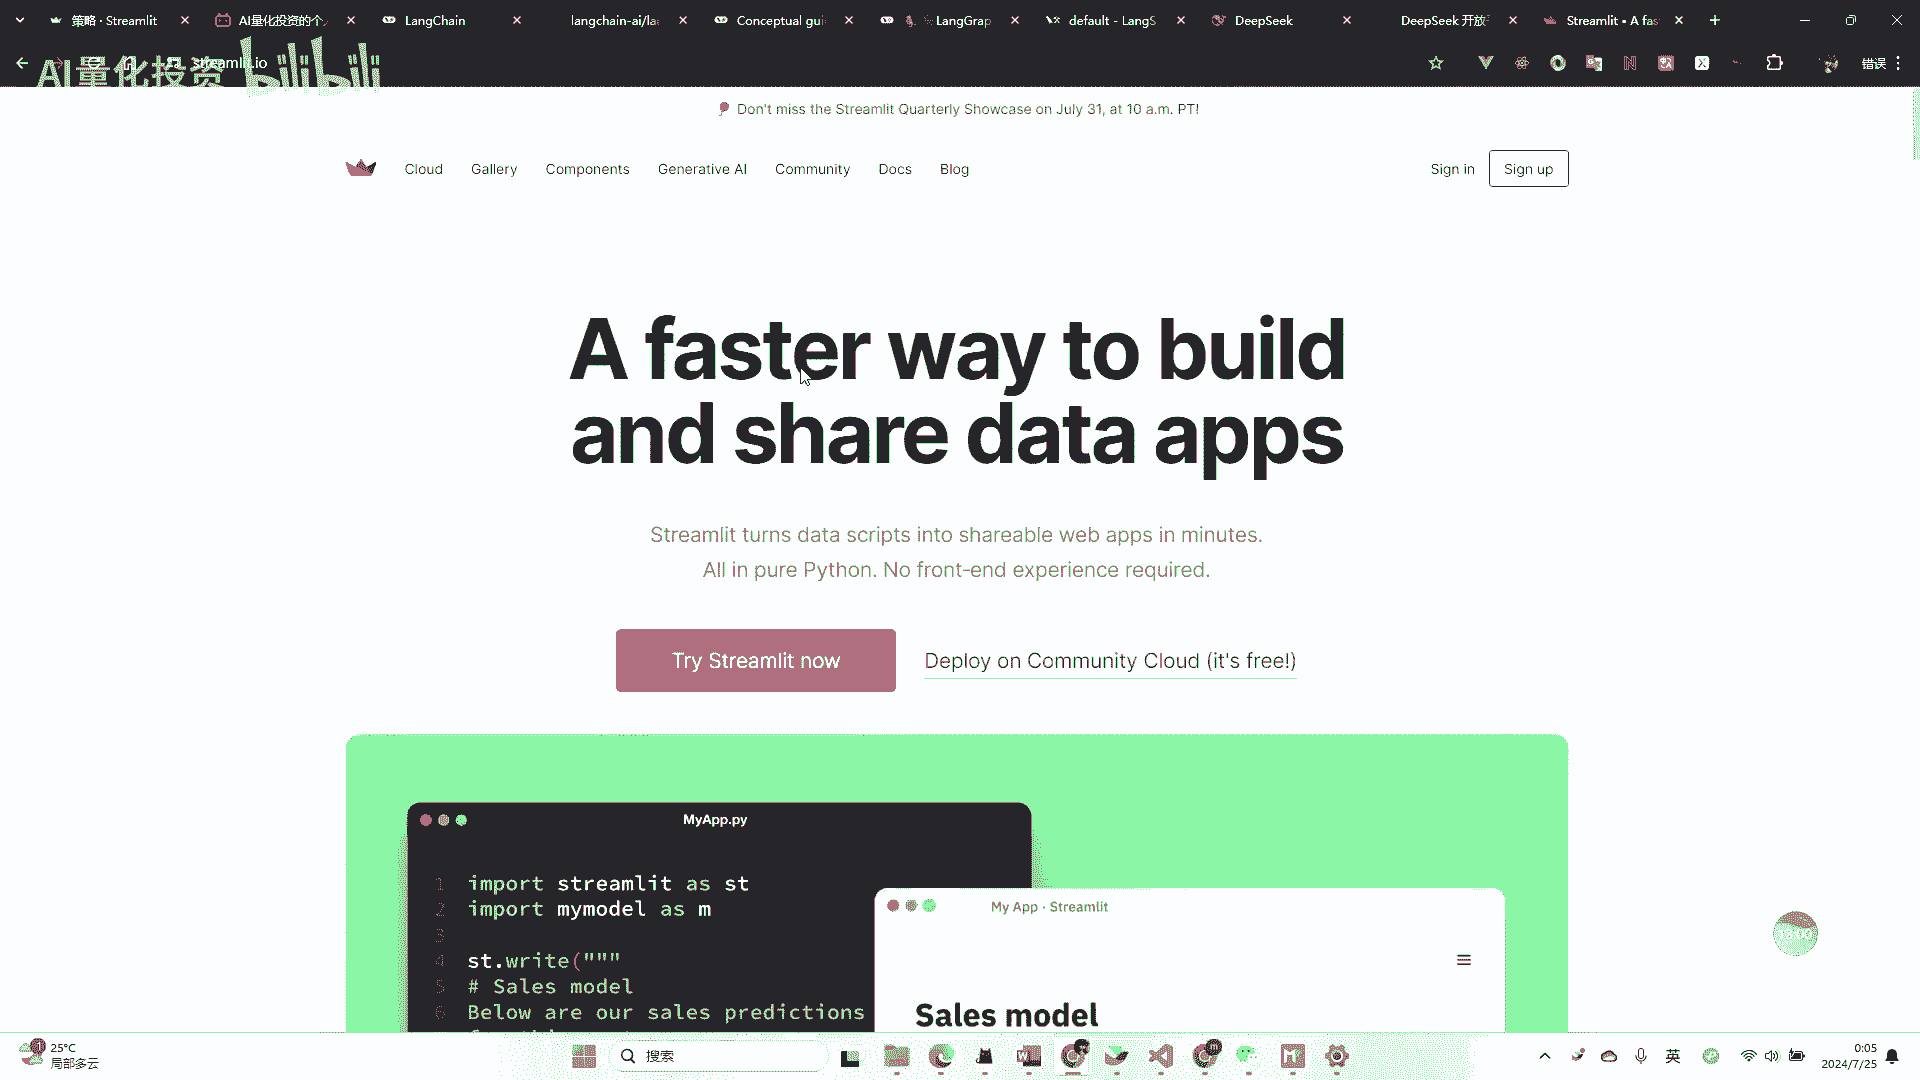 策略 · Streamlit
AI量化投资的个
LangChain
langchain-ai/la
Conceptual gui
LangGrap
default - LangS
DeepSeek
DeepSeek 开放
Streamlit • A fas
AI量化投资 bilibili
streamlit.io
错误
Don't miss the Streamlit Quarterly Showcase on July 31, at 10 a.m. PT!
Cloud Gallery Components Generative AI Community Docs Blog Sign in Sign up
A faster way to build
and share data apps
Streamlit turns data scripts into shareable web apps in minutes.
All in pure Python. No front-end experience required.
Try Streamlit now Deploy on Community Cloud (it's free!)
MyApp.py
1 import streamlit as st
2 import mymodel as m
3
4 st.write("""
5 # Sales model
6 Below are our sales predictions
My App · Streamlit
Sales model
25°C
局部多云
搜索
英
0:05
2024/7/25